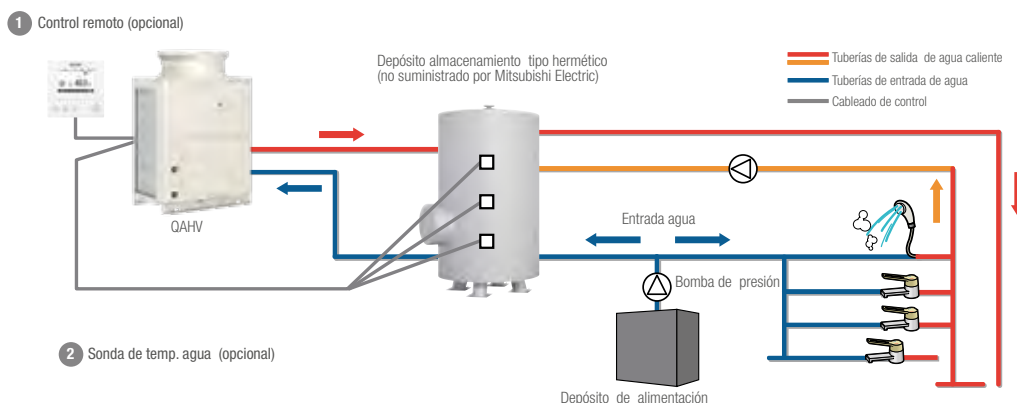 1 Control remoto (opcional)
Depósito almacenamiento tipo hermético
(no suministrado por Mitsubishi Electric)
Tuberías de salida de agua caliente
Tuberías de entrada de agua
Cableado de control
QAHV
Entrada agua
Bomba de presión
2 Sonda de temp. agua (opcional)
Depósito de alimentación